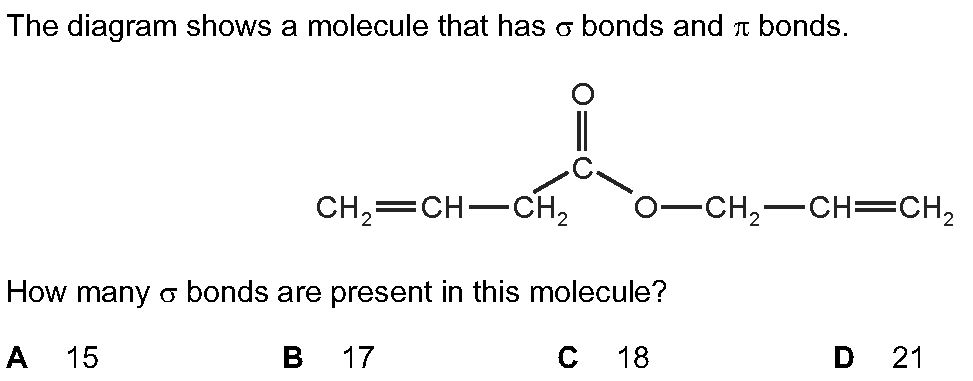 The diagram shows a molecule that has σ bonds and π bonds.
O
C
CH₂ CH CH₂ O CH₂ CH CH₂
How many σ bonds are present in this molecule?
A 15 B 17 C 18 D 21